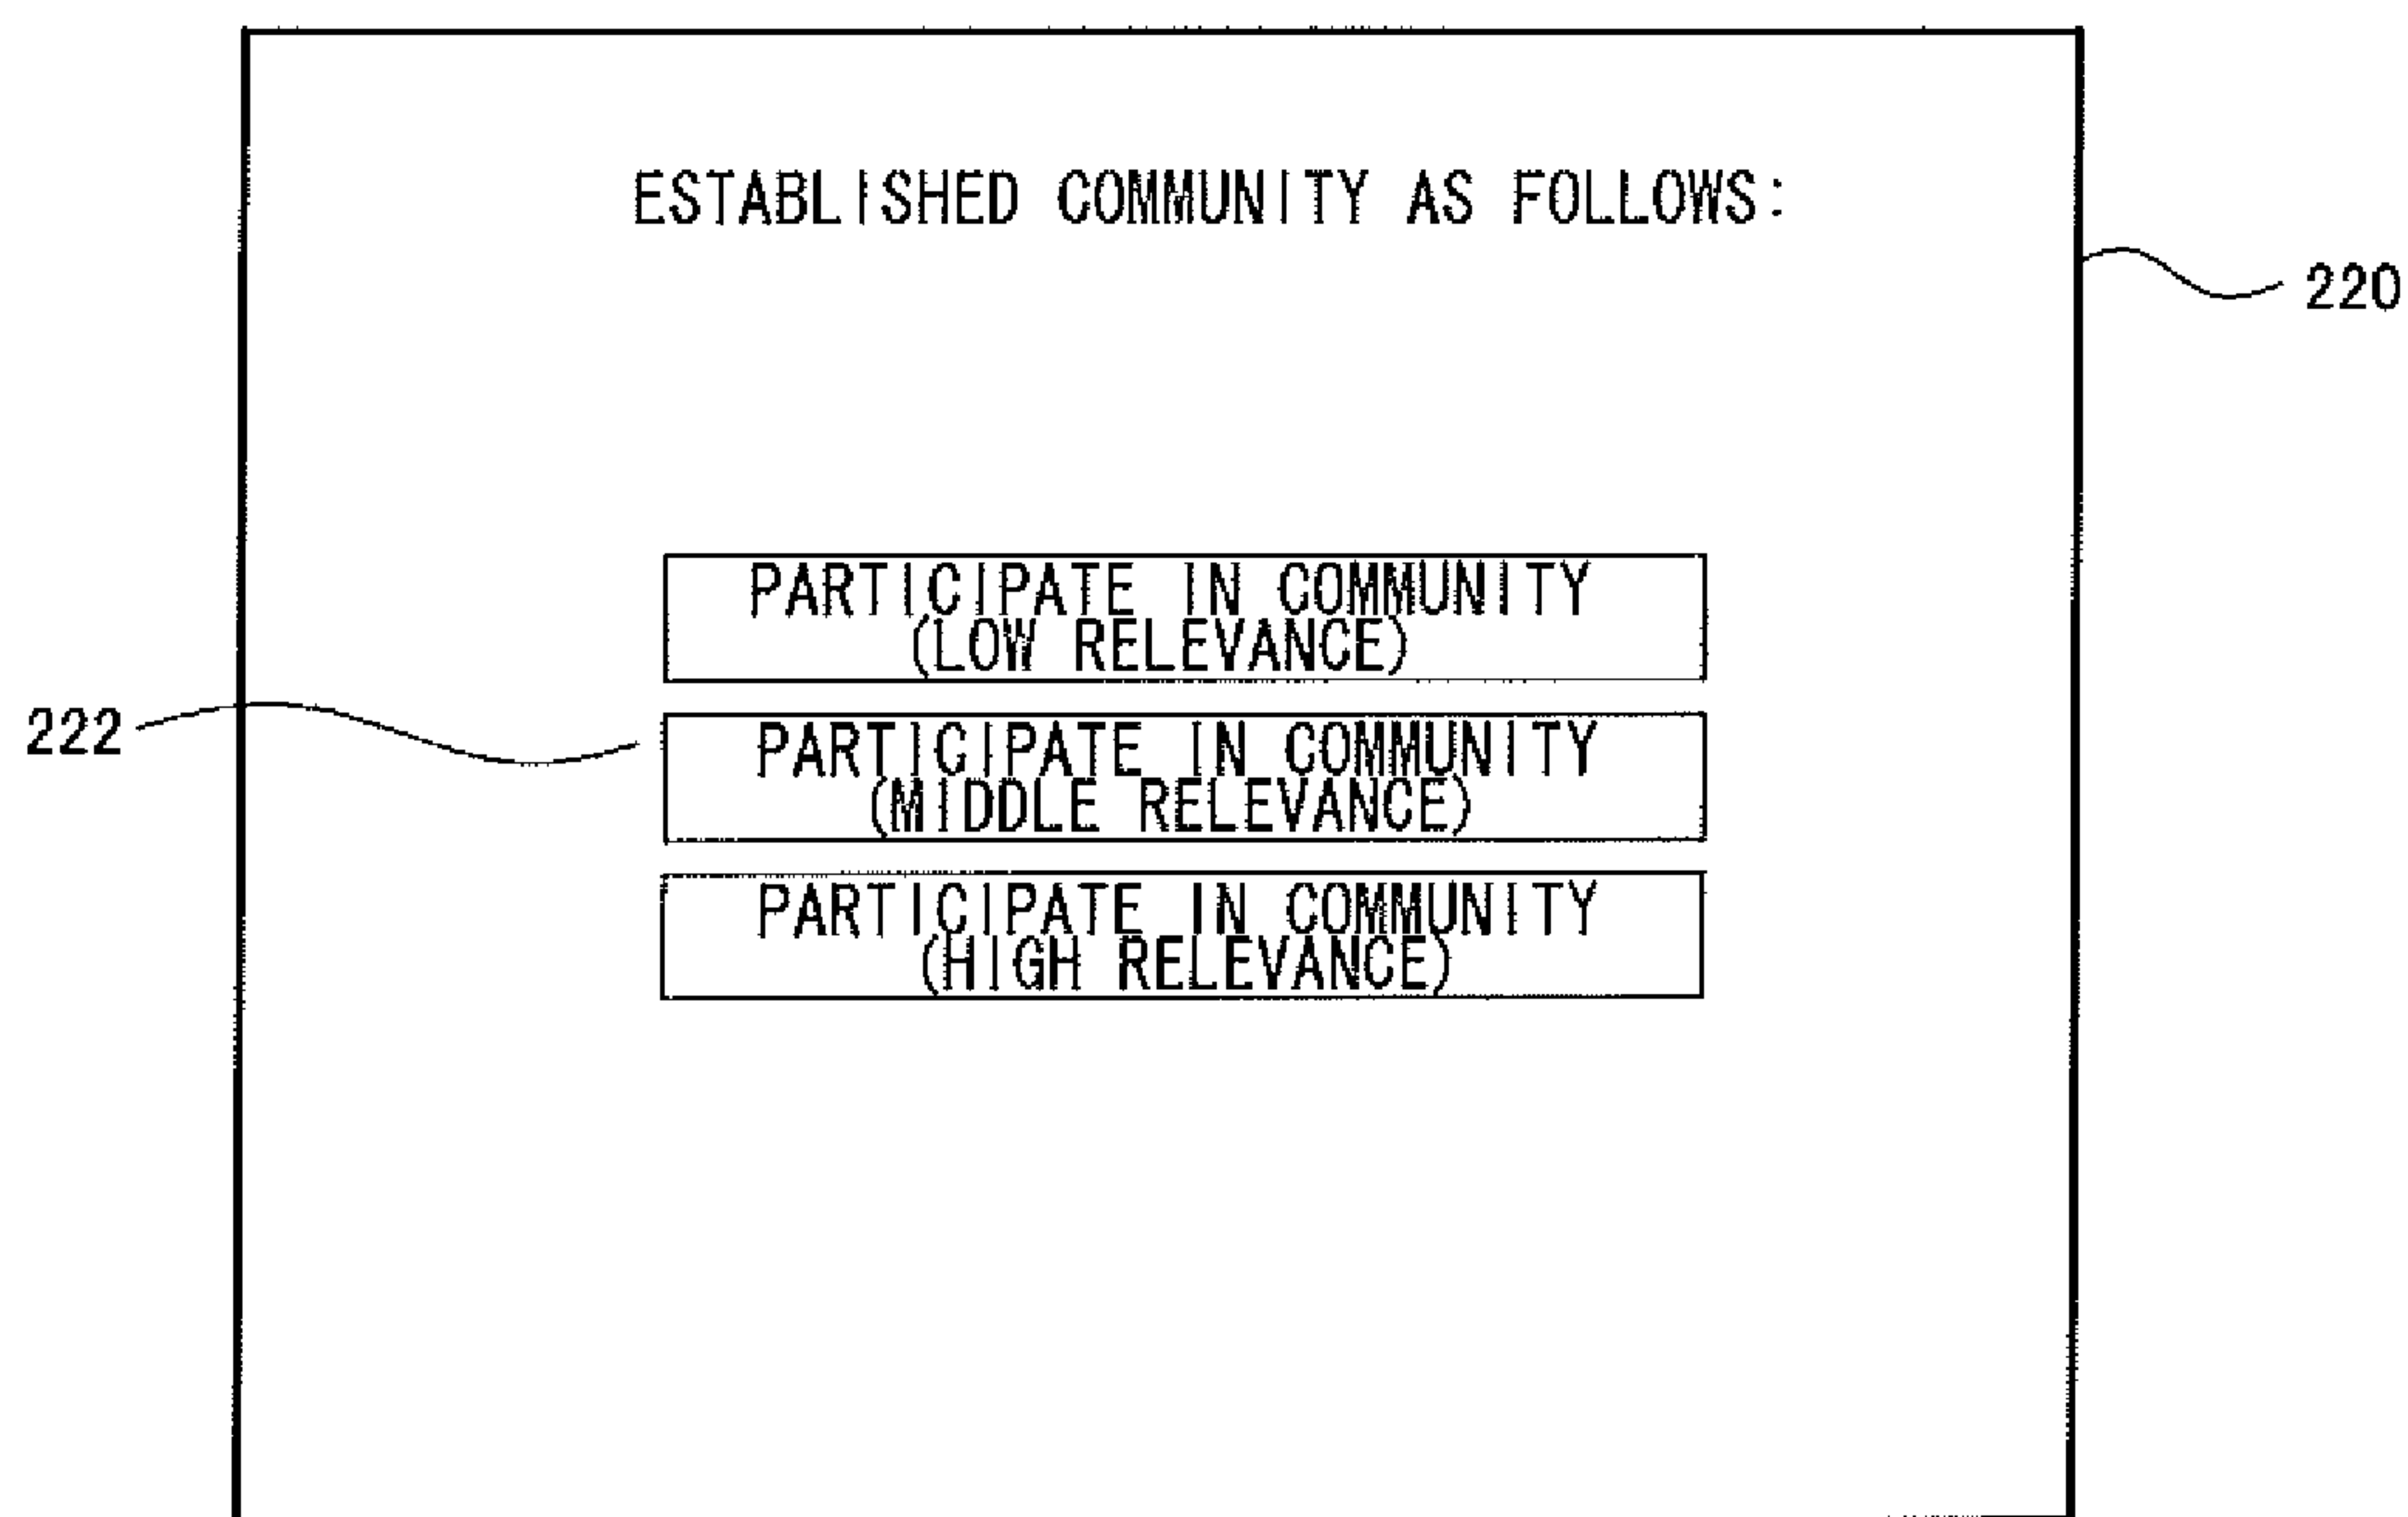 ESTABLISHED COMMUNITY AS FOLLOWS:
220
PARTICIPATE IN COMMUNITY
(LOW RELEVANCE)
222
PARTICIPATE IN COMMUNITY
(MIDDLE RELEVANCE)
PARTICIPATE IN COMMUNITY
(HIGH RELEVANCE)